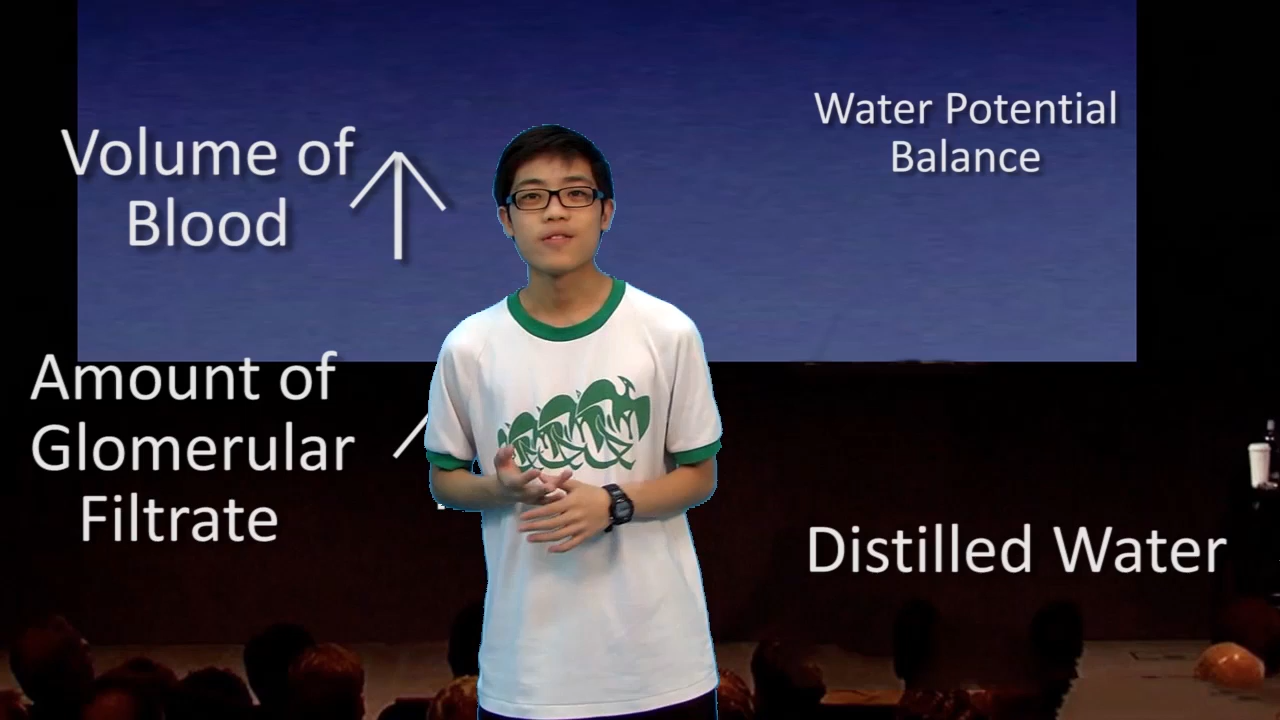 Volume of
Blood
Amount of
Glomerular
Filtrate
Water Potential
Balance
Distilled Water